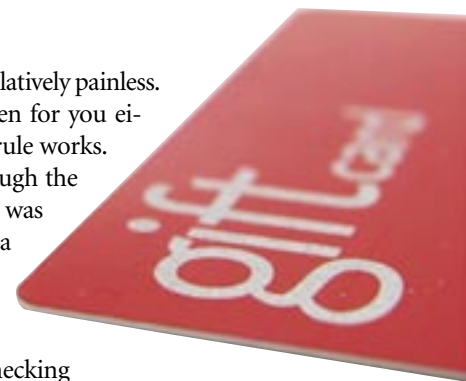 latively painless.
en for you ei-
rule works.
ugh the
was
a
hecking
gift card